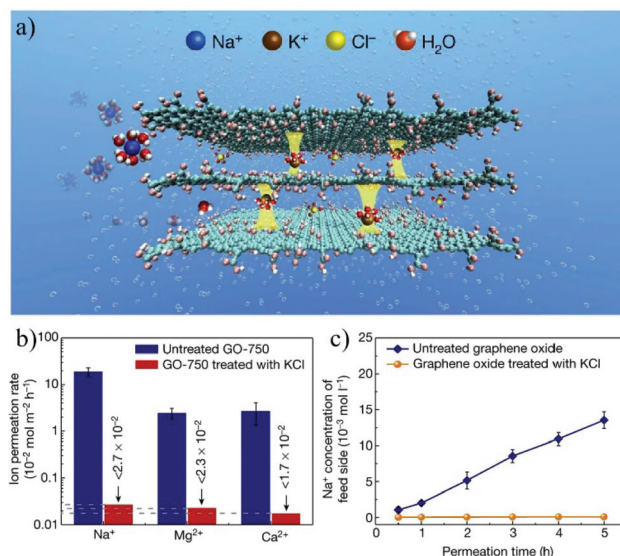 a)
Na⁺ K⁺ Cl⁻ H₂O
b)
Ion permeation rate
(10⁻² mol m⁻² h⁻¹)
100
10
1
0.1
0.01
Untreated GO-750
GO-750 treated with KCl
<2.7 × 10⁻²
<2.3 × 10⁻²
<1.7 × 10⁻²
Na⁺ Mg²⁺ Ca²⁺
c)
Na⁺ concentration of
feed side (10⁻³ mol l⁻¹)
25
20
15
10
5
0
Untreated graphene oxide
Graphene oxide treated with KCl
0 1 2 3 4 5
Permeation time (h)